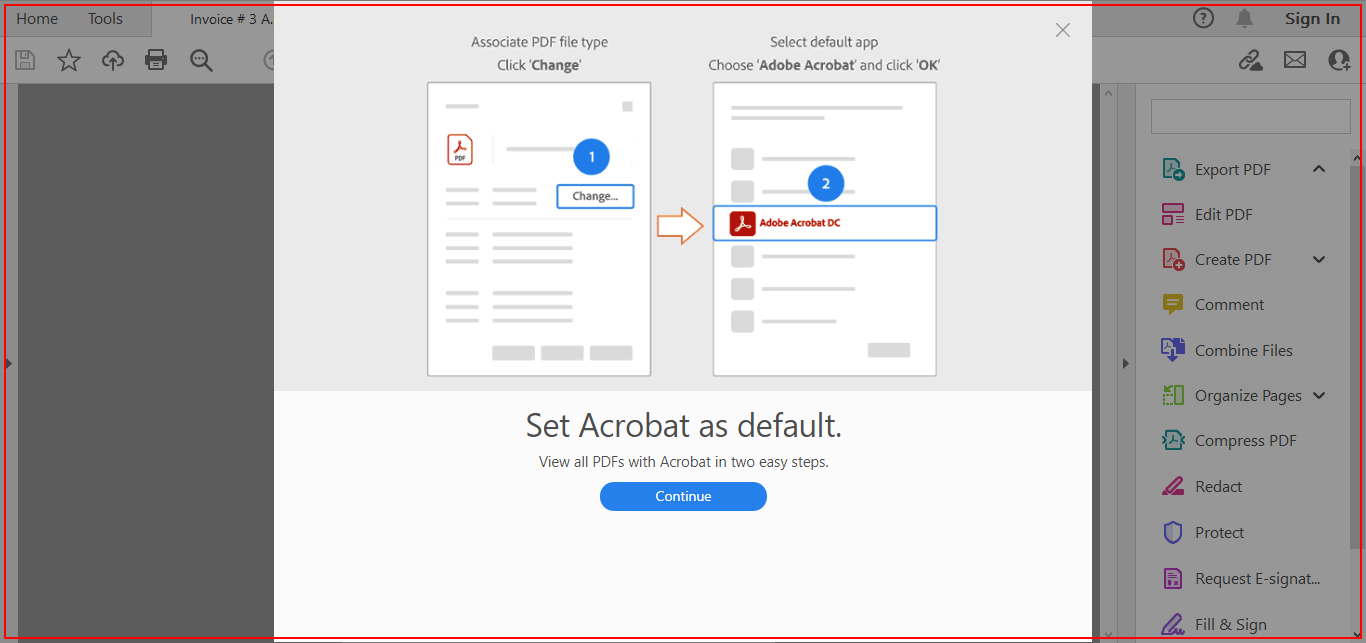 Home Tools Invoice # 3 A.
Sign In
Associate PDF file type
Click 'Change'
Select default app
Choose 'Adobe Acrobat' and click 'OK'
PDF
1
Change...
2
Adobe Acrobat DC
Set Acrobat as default.
View all PDFs with Acrobat in two easy steps.
Continue
Export PDF
Edit PDF
Create PDF
Comment
Combine Files
Organize Pages
Compress PDF
Redact
Protect
Request E-signat...
Fill & Sign